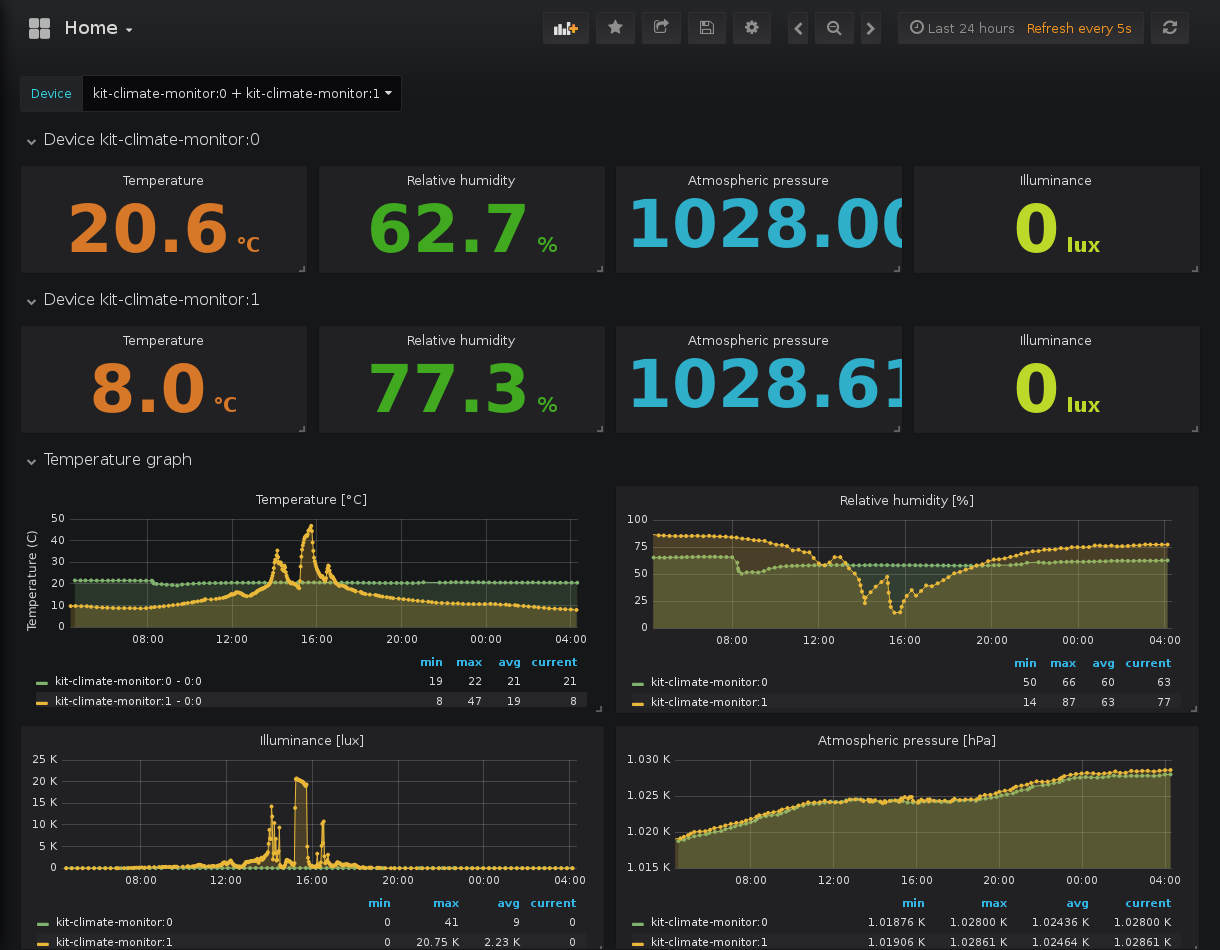 Home
Last 24 hours Refresh every 5s
Device kit-climate-monitor:0 + kit-climate-monitor:1
Device kit-climate-monitor:0
Temperature Relative humidity Atmospheric pressure Illuminance
20.6 °C 62.7 % 1028.00 0 lux
Device kit-climate-monitor:1
Temperature Relative humidity Atmospheric pressure Illuminance
8.0 °C 77.3 % 1028.61 0 lux
Temperature graph
Temperature [°C]
Temperature (C)
50
40
30
20
10
0
08:00 12:00 16:00 20:00 00:00 04:00
min max avg current
kit-climate-monitor:0 - 0:0 19 22 21 21
kit-climate-monitor:1 - 0:0 8 47 19 8
Relative humidity [%]
100
75
50
25
0
08:00 12:00 16:00 20:00 00:00 04:00
min max avg current
kit-climate-monitor:0 50 66 60 63
kit-climate-monitor:1 14 87 63 77
Illuminance [lux]
25 K
20 K
15 K
10 K
5 K
0
08:00 12:00 16:00 20:00 00:00 04:00
min max avg current
kit-climate-monitor:0 0 41 9 0
kit-climate-monitor:1 0 20.75 K 2.23 K 0
Atmospheric pressure [hPa]
1.030 K
1.025 K
1.020 K
1.015 K
08:00 12:00 16:00 20:00 00:00 04:00
min max avg current
kit-climate-monitor:0 1.01876 K 1.02800 K 1.02436 K 1.02800 K
kit-climate-monitor:1 1.01906 K 1.02861 K 1.02464 K 1.02861 K